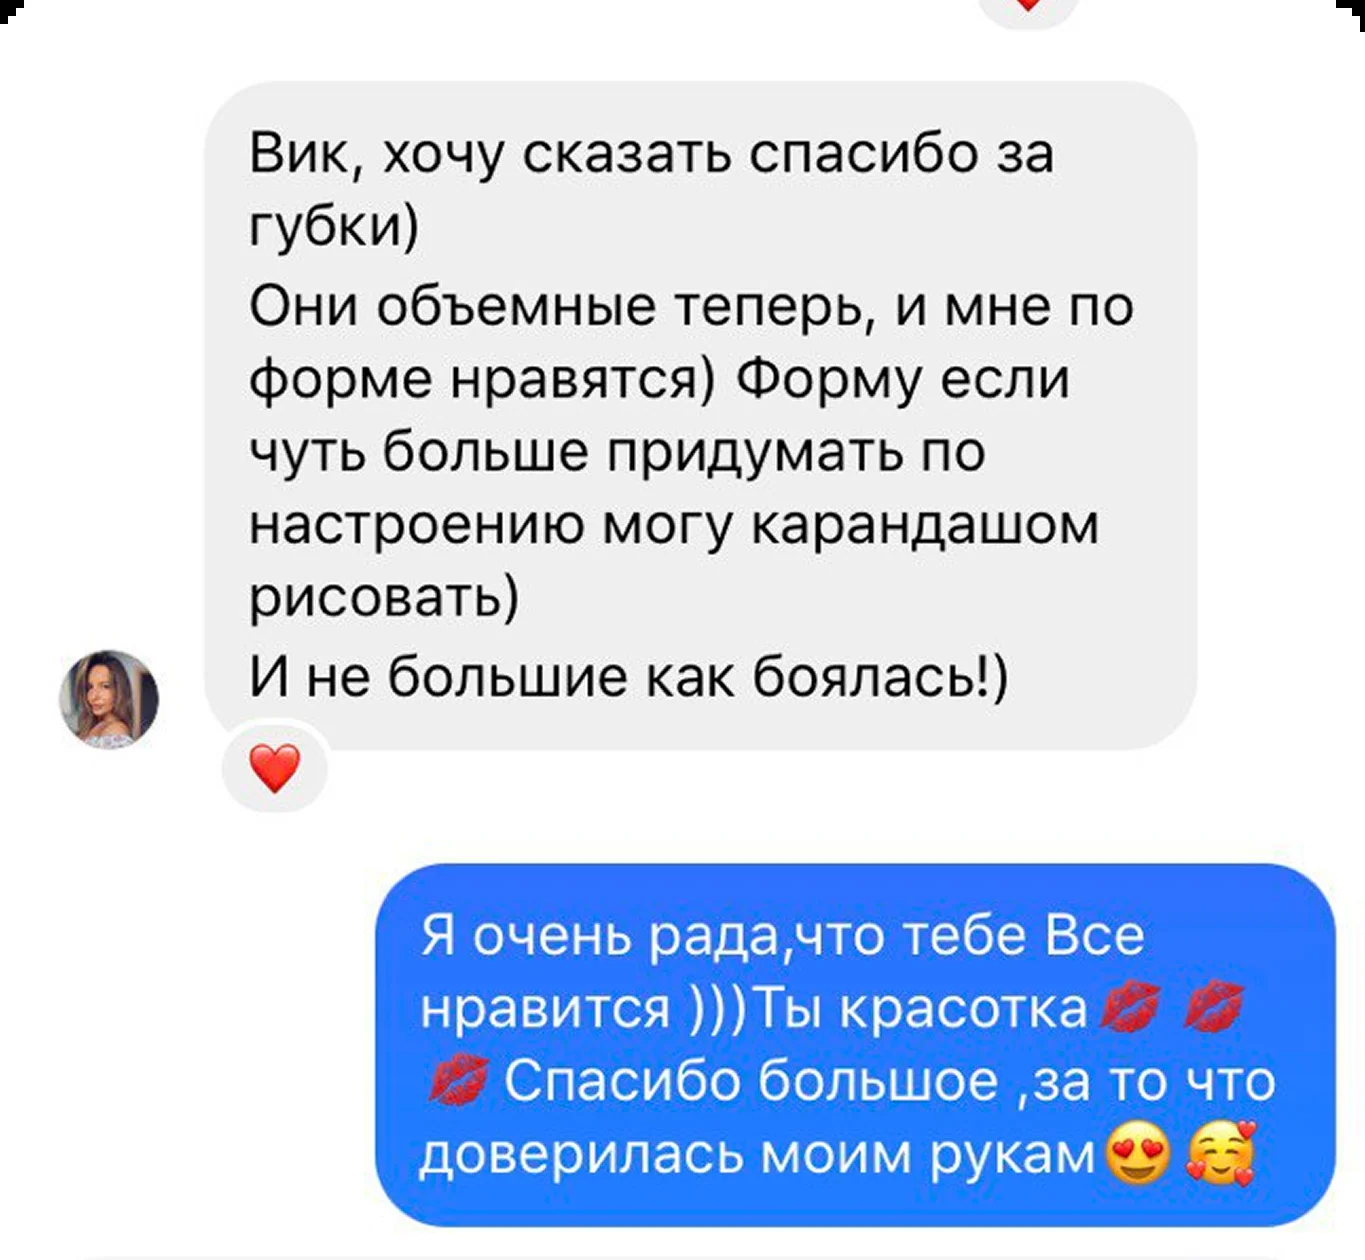 Вик, хочу сказать спасибо за
губки)
Они объемные теперь, и мне по
форме нравятся) Форму если
чуть больше придумать по
настроению могу карандашом
рисовать)
И не большие как боялась!)
❤️
Я очень рада,что тебе Все
нравится )))Ты красотка💋 💋
💋 Спасибо большое ,за то что
доверилась моим рукам😍 🥰